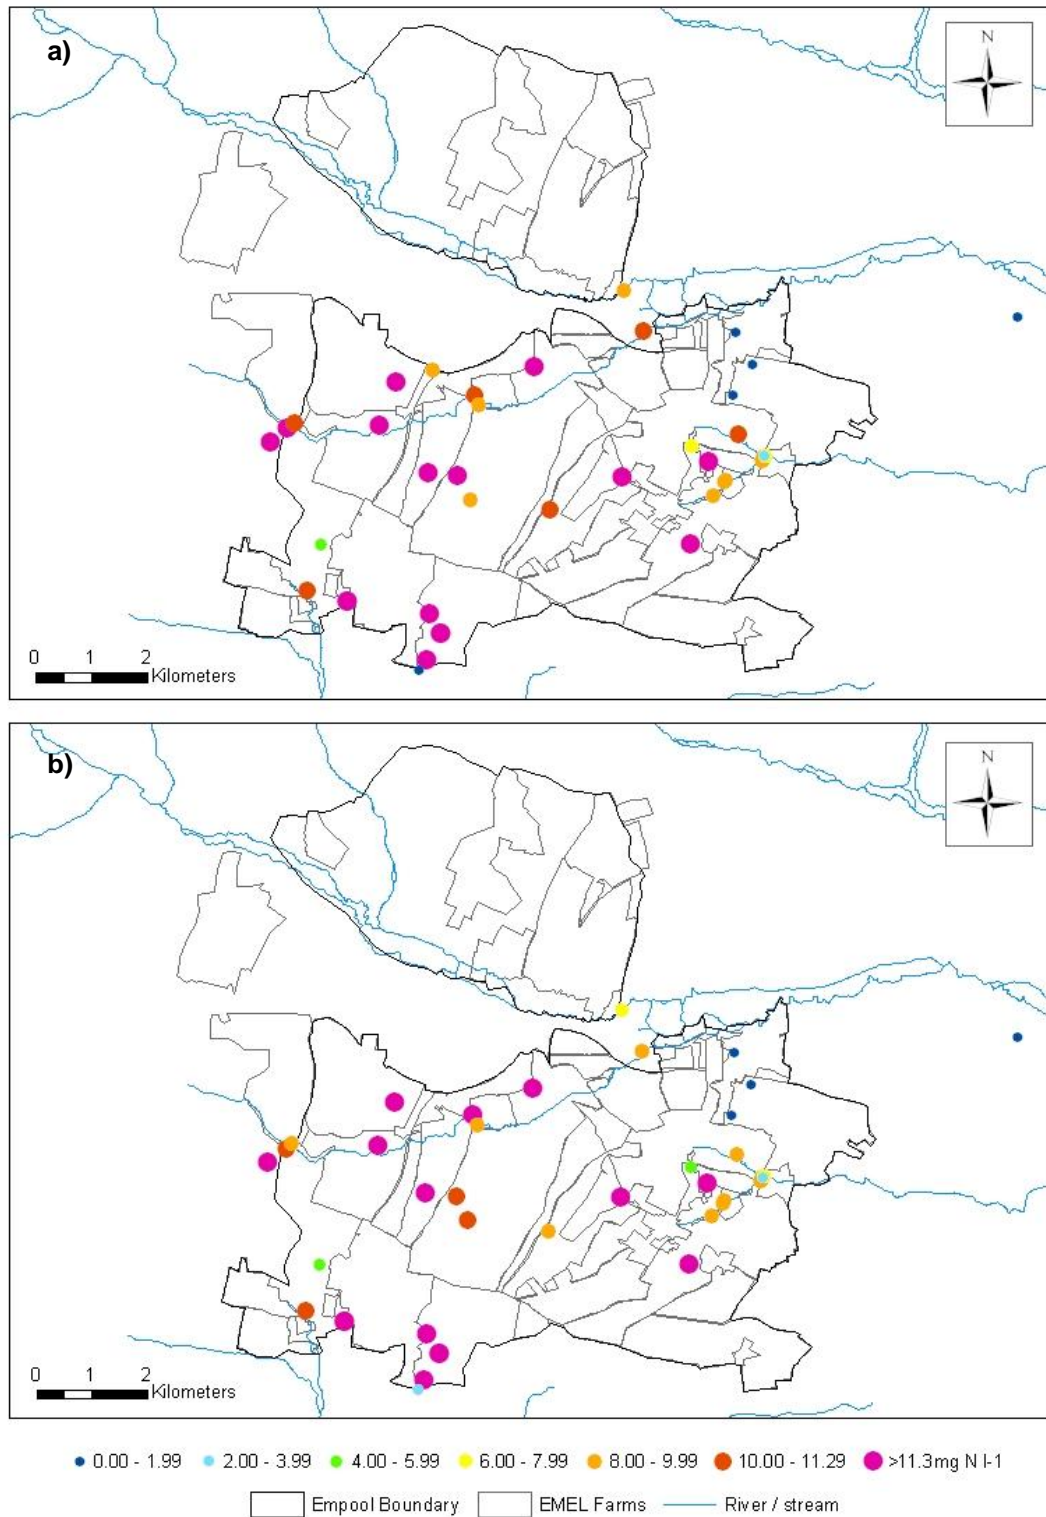 a)
N
0 1 2
Kilometers
b)
N
0 1 2
Kilometers
0.00 - 1.99 2.00 - 3.99 4.00 - 5.99 6.00 - 7.99 8.00 - 9.99 10.00 - 11.29 >11.3mg N l-1
Empool Boundary EMEL Farms River / stream